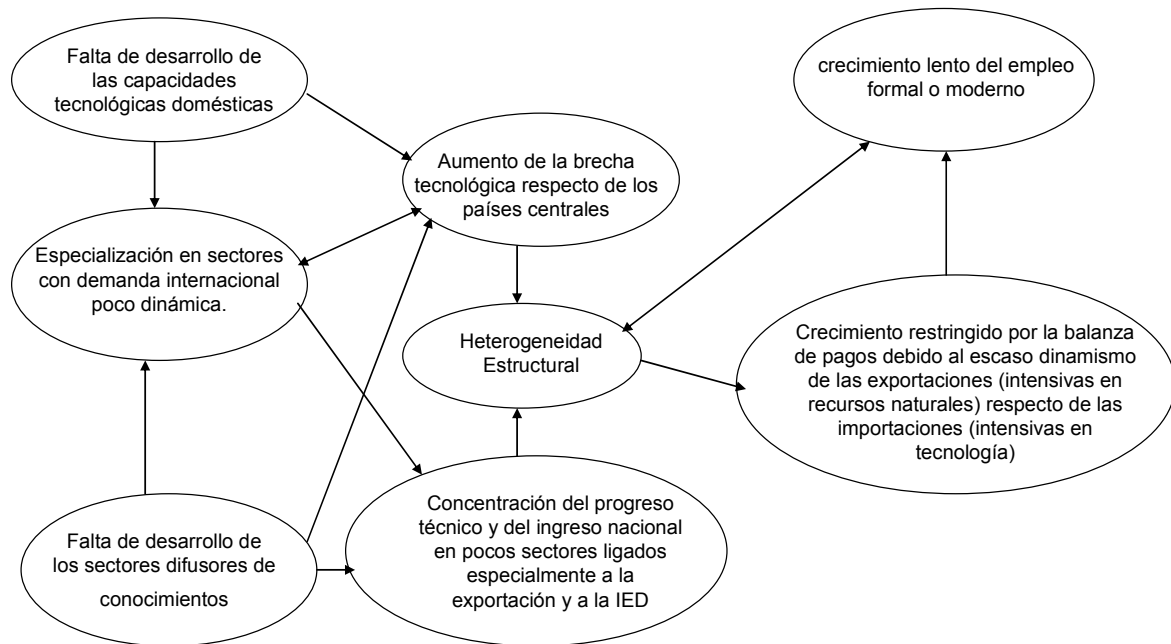 Falta de desarrollo de
las capacidades
tecnológicas domésticas
crecimiento lento del empleo
formal o moderno
Aumento de la brecha
tecnológica respecto de los
países centrales
Especialización en sectores
con demanda internacional
poco dinámica.
Heterogeneidad
Estructural
Crecimiento restringido por la balanza
de pagos debido al escaso dinamismo
de las exportaciones (intensivas en
recursos naturales) respecto de las
importaciones (intensivas en
tecnología)
Falta de desarrollo de
los sectores difusores de
conocimientos
Concentración del progreso
técnico y del ingreso nacional
en pocos sectores ligados
especialmente a la
exportación y a la IED